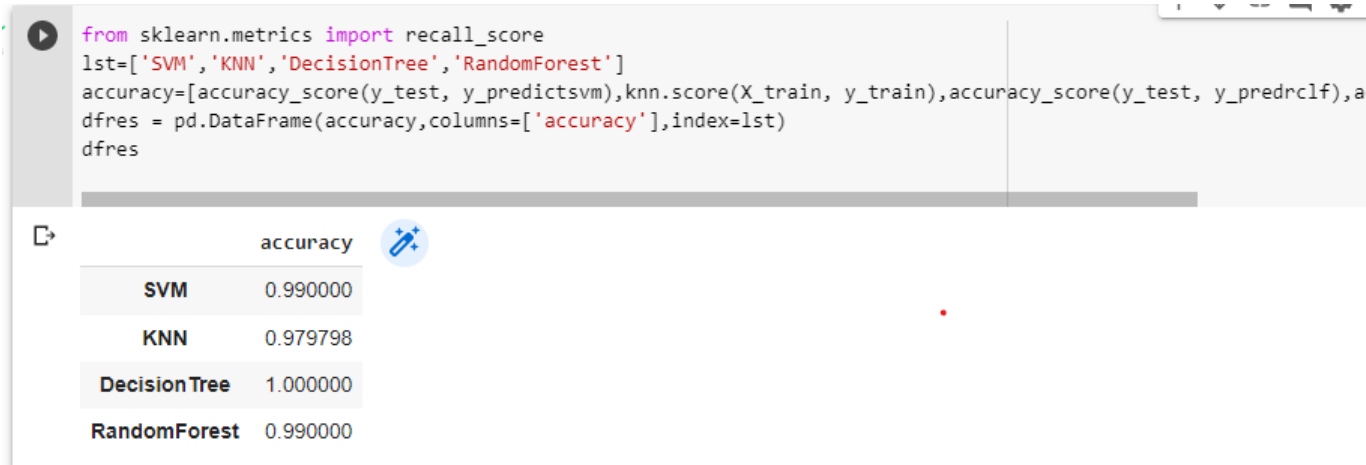 from sklearn.metrics import recall_score
lst=['SVM','KNN','DecisionTree','RandomForest']
accuracy=[accuracy_score(y_test, y_predictsvm),knn.score(X_train, y_train),accuracy_score(y_test, y_predrclf),a
dfres = pd.DataFrame(accuracy,columns=['accuracy'],index=lst)
dfres
accuracy
SVM 0.990000
KNN 0.979798
DecisionTree 1.000000
RandomForest 0.990000